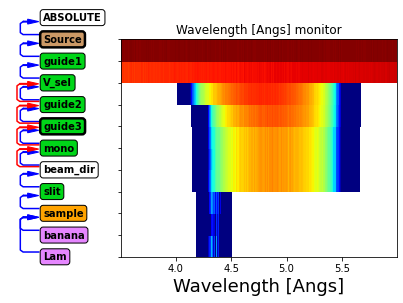 ABSOLUTE
Source
guide1
V_sel
guide2
guide3
mono
beam_dir
slit
sample
banana
Lam
Wavelength [Angs] monitor
4.0 4.5 5.0 5.5
Wavelength [Angs]